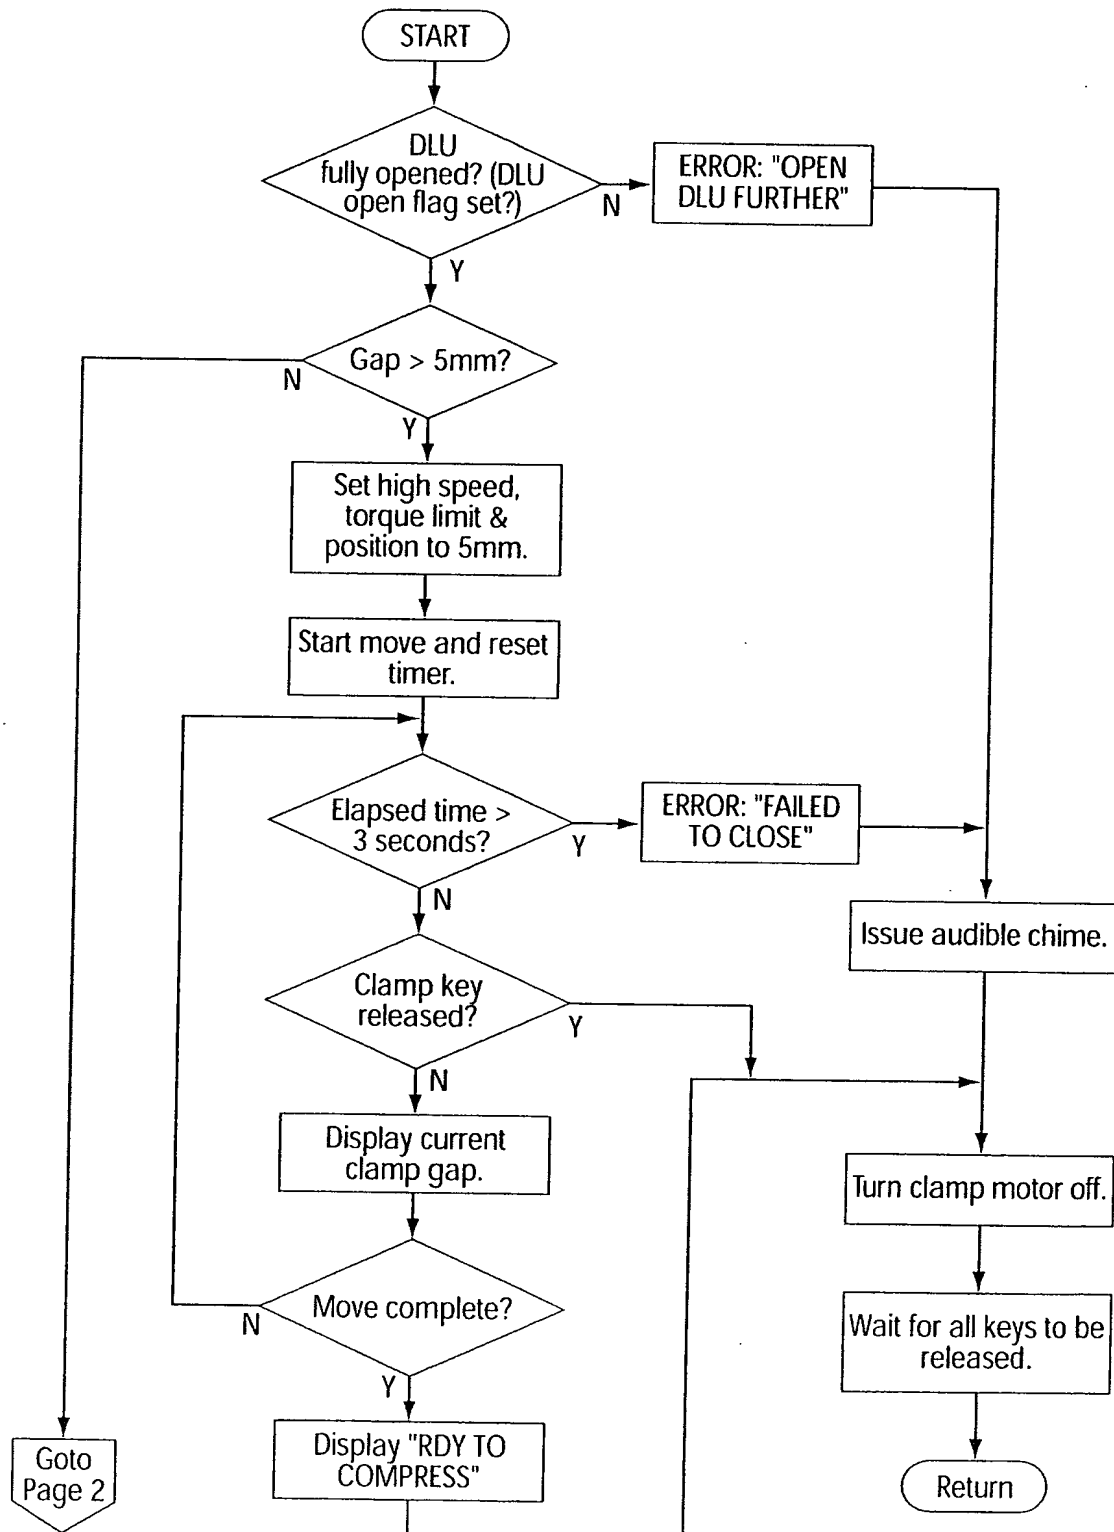 START
DLU
fully opened? (DLU
open flag set?)
N
ERROR: "OPEN
DLU FURTHER"
Y
Gap > 5mm?
N
Y
Set high speed,
torque limit &
position to 5mm.
Start move and reset
timer.
Elapsed time >
3 seconds?
Y
ERROR: "FAILED
TO CLOSE"
N
Issue audible chime.
Clamp key
released?
Y
N
Display current
clamp gap.
Turn clamp motor off.
Move complete?
N
Y
Wait for all keys to be
released.
Display "RDY TO
COMPRESS"
Goto
Page 2
Return